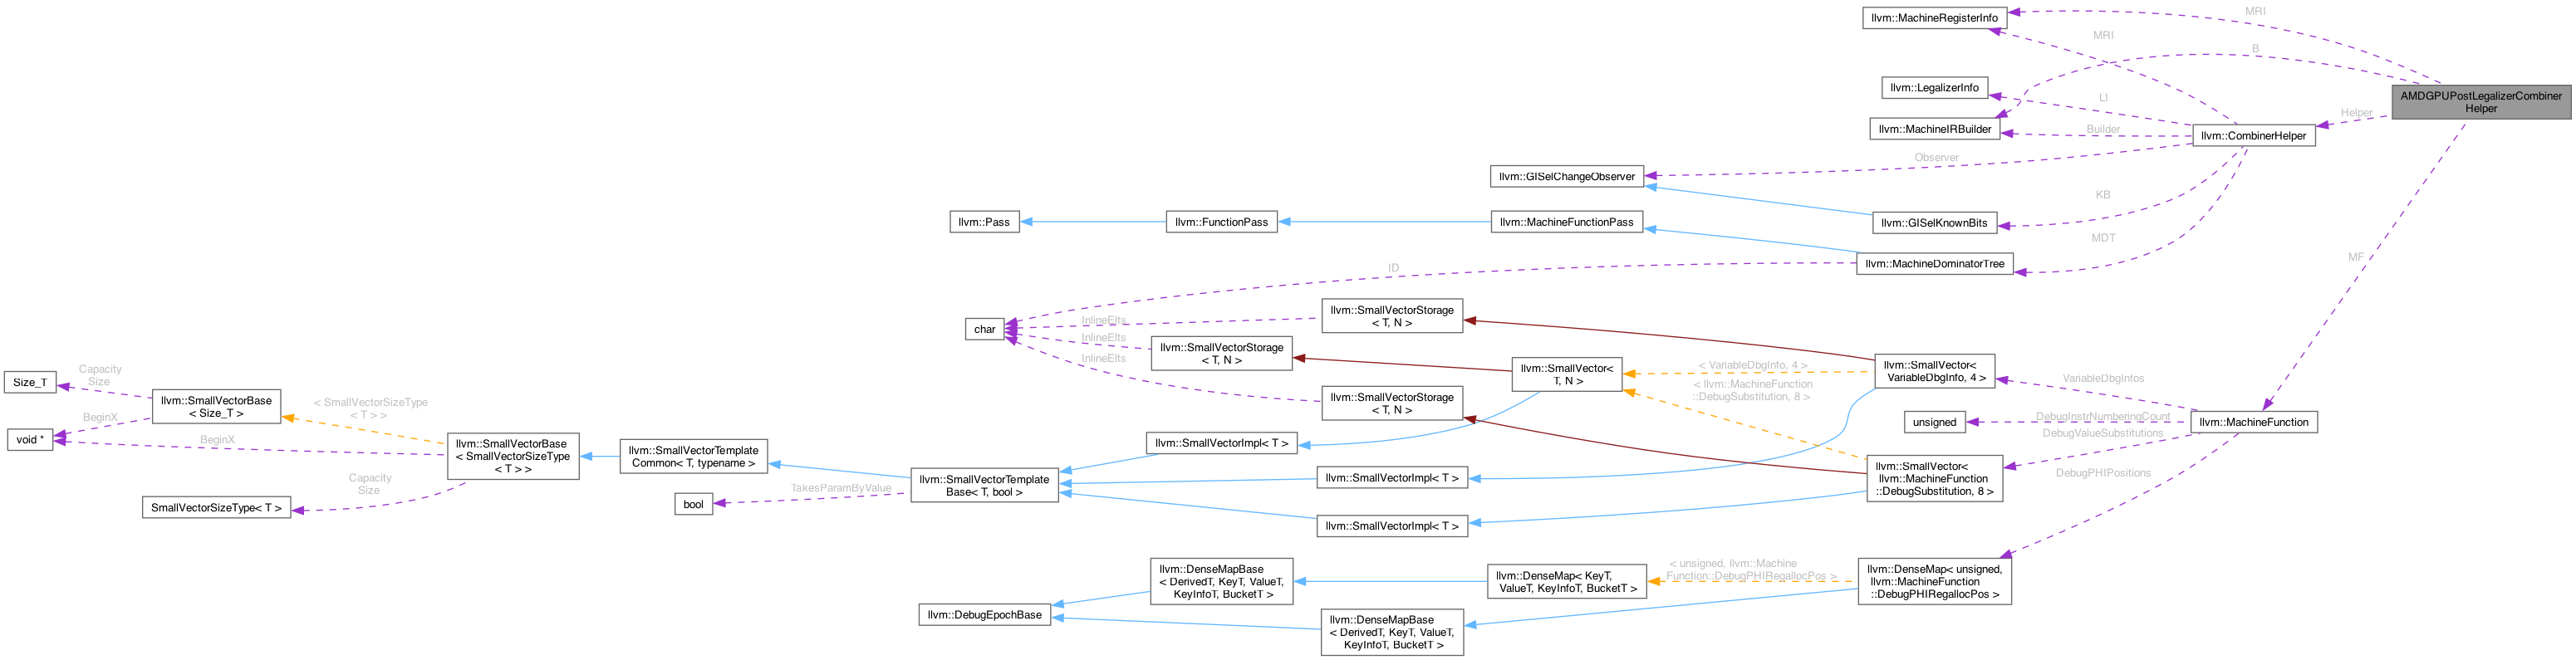 MRI
llvm::MachineRegisterInfo
MRI
B
llvm::LegalizerInfo
LI
AMDGPUPostLegalizerCombiner
Helper
Helper
llvm::MachineIRBuilder
Builder
llvm::CombinerHelper
Observer
llvm::GISelChangeObserver
KB
llvm::Pass
llvm::FunctionPass
llvm::MachineFunctionPass
llvm::GISelKnownBits
MDT
MF
ID
llvm::MachineDominatorTree
llvm::SmallVectorStorage
< T, N >
char
InlineElts
InlineElts
InlineElts
llvm::SmallVectorStorage
< T, N >
llvm::SmallVector<
T, N >
< VariableDbgInfo, 4 >
llvm::SmallVector<
VariableDbgInfo, 4 >
VariableDbgInfos
< llvm::MachineFunction
::DebugSubstitution, 8 >
llvm::SmallVectorStorage
< T, N >
Size_T
Capacity
Size
llvm::SmallVectorBase
< Size_T >
< SmallVectorSizeType
< T > >
BeginX
void *
BeginX
llvm::SmallVectorBase
< SmallVectorSizeType
< T > >
llvm::SmallVectorTemplate
Common< T, typename >
llvm::SmallVectorImpl< T >
unsigned
DebugInstrNumberingCount
llvm::MachineFunction
DebugValueSubstitutions
DebugPHIPositions
Capacity
Size
SmallVectorSizeType< T >
bool
TakesParamByValue
llvm::SmallVectorTemplate
Base< T, bool >
llvm::SmallVectorImpl< T >
llvm::SmallVector<
llvm::MachineFunction
::DebugSubstitution, 8 >
llvm::SmallVectorImpl< T >
llvm::DenseMapBase
< DerivedT, KeyT, ValueT,
KeyInfoT, BucketT >
llvm::DenseMap< KeyT,
ValueT, KeyInfoT, BucketT >
< unsigned, llvm::Machine
Function::DebugPHIRegallocPos >
llvm::DenseMap< unsigned,
llvm::MachineFunction
::DebugPHIRegallocPos >
llvm::DebugEpochBase
llvm::DenseMapBase
< DerivedT, KeyT, ValueT,
KeyInfoT, BucketT >